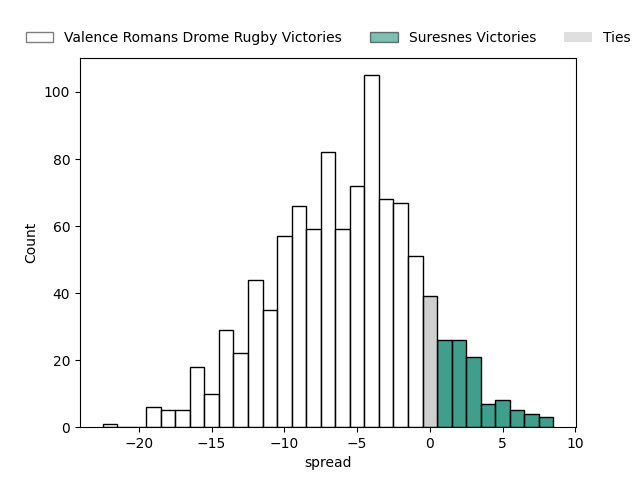 Valence Romans Drome Rugby Victories Suresnes Victories Ties
100
80
60
40
20
0
Count
−20 −15 −10 −5 0 5 10
spread